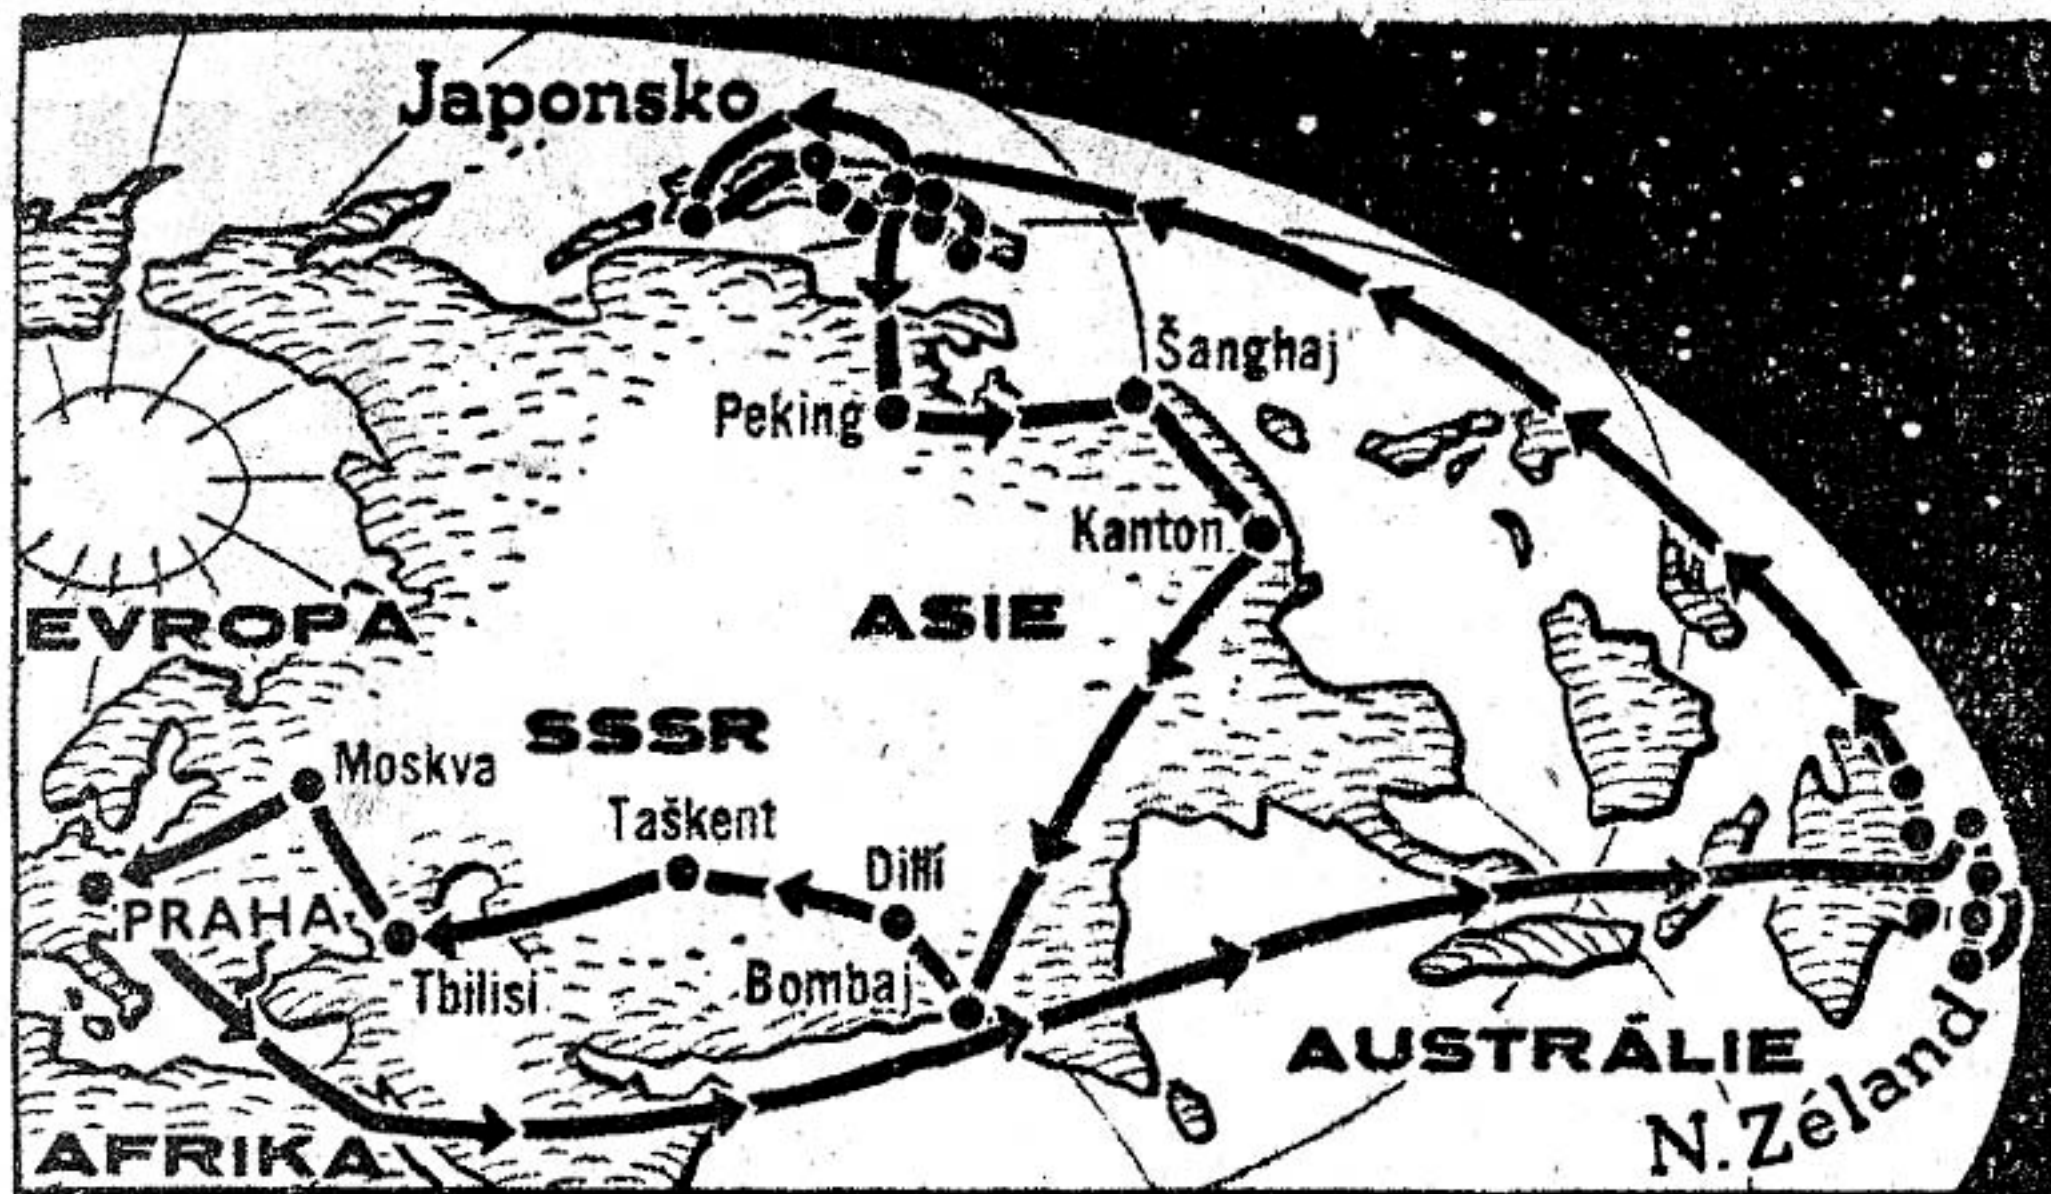 Japonsko
Šanghaj
Peking
Kanton
EVROPA
ASIE
SSSR
Moskva
Taškent
Dillí
PRAHA
Tbilisi
Bombaj
AUSTRÁLIE
N. Zéland
AFRIKA